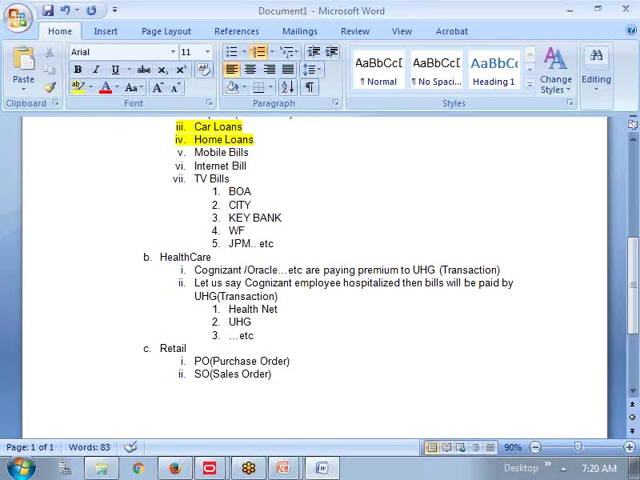 Document1 - Microsoft Word
Home Insert Page Layout References Mailings Review View Acrobat
Arial 11
AaBbCc AaBbCc AaBbC
Paste ¶ Normal ¶ No Spaci... Heading 1 Change Styles Editing
Clipboard Font Paragraph Styles
iii. Car Loans
iv. Home Loans
v. Mobile Bills
vi. Internet Bill
vii. TV Bills
1. BOA
2. CITY
3. KEY BANK
4. WF
5. JPM.. etc
b. HealthCare
i. Cognizant /Oracle…etc are paying premium to UHG (Transaction)
ii. Let us say Cognizant employee hospitalized then bills will be paid by
UHG(Transaction)
1. Health Net
2. UHG
3. …etc
c. Retail
i. PO(Purchase Order)
ii. SO(Sales Order)
Page: 1 of 1 Words: 83 90%
Desktop 7:20 AM